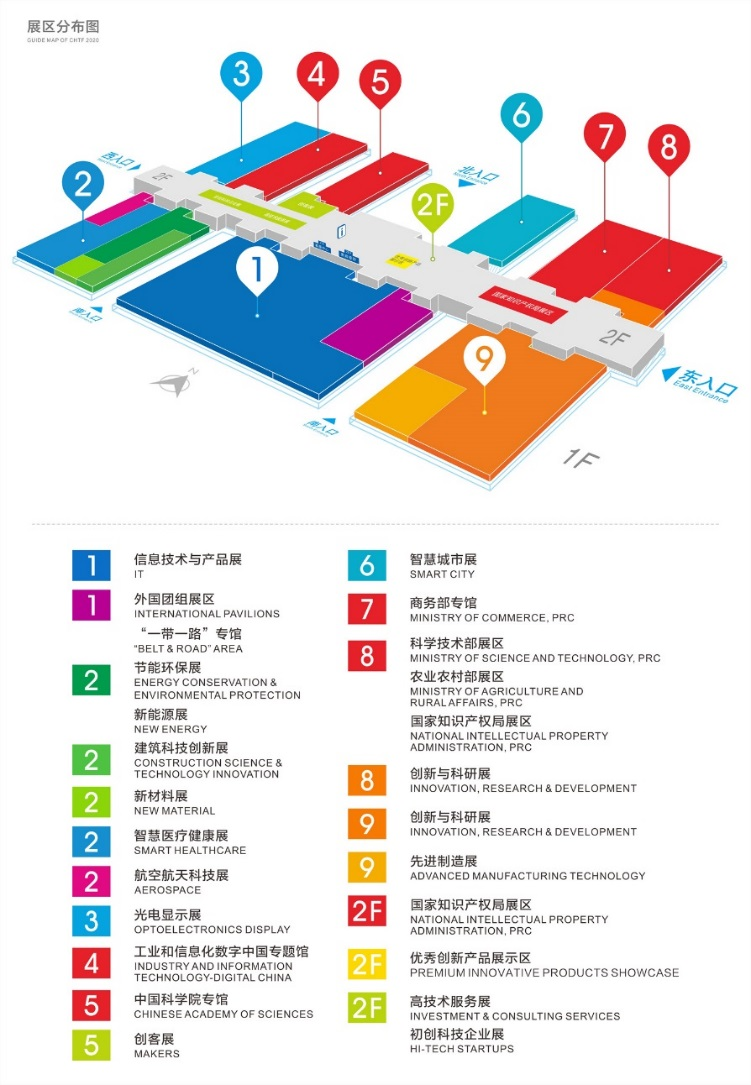 展区分布图
GUIDE MAP OF CHTF 2020
3
4
5
6
7
8
西入口
北入口
2
2F
2F
1
国家知识产权局展区
9
2F
南入口
N
东入口
East Entrance
南入口
1F
1
信息技术与产品展
IT
1
外国团组展区
INTERNATIONAL PAVILIONS
“一带一路”专馆
“BELT & ROAD” AREA
2
节能环保展
ENERGY CONSERVATION &
ENVIRONMENTAL PROTECTION
新能源展
NEW ENERGY
2
建筑科技创新展
CONSTRUCTION SCIENCE &
TECHNOLOGY INNOVATION
2
新材料展
NEW MATERIAL
2
智慧医疗健康展
SMART HEALTHCARE
2
航空航天科技展
AEROSPACE
3
光电显示展
OPTOELECTRONICS DISPLAY
4
工业和信息化数字中国专题馆
INDUSTRY AND INFORMATION
TECHNOLOGY-DIGITAL CHINA
5
中国科学院专馆
CHINESE ACADEMY OF SCIENCES
5
创客展
MAKERS
6
智慧城市展
SMART CITY
7
商务部专馆
MINISTRY OF COMMERCE, PRC
8
科学技术部展区
MINISTRY OF SCIENCE AND TECHNOLOGY, PRC
农业农村部展区
MINISTRY OF AGRICULTURE AND
RURAL AFFAIRS, PRC
国家知识产权局展区
NATIONAL INTELLECTUAL PROPERTY
ADMINISTRATION, PRC
8
创新与科研展
INNOVATION, RESEARCH & DEVELOPMENT
9
创新与科研展
INNOVATION, RESEARCH & DEVELOPMENT
9
先进制造展
ADVANCED MANUFACTURING TECHNOLOGY
2F
国家知识产权局展区
NATIONAL INTELLECTUAL PROPERTY
ADMINISTRATION, PRC
2F
优秀创新产品展示区
PREMIUM INNOVATIVE PRODUCTS SHOWCASE
2F
高技术服务展
INVESTMENT & CONSULTING SERVICES
初创科技企业展
HI-TECH STARTUPS